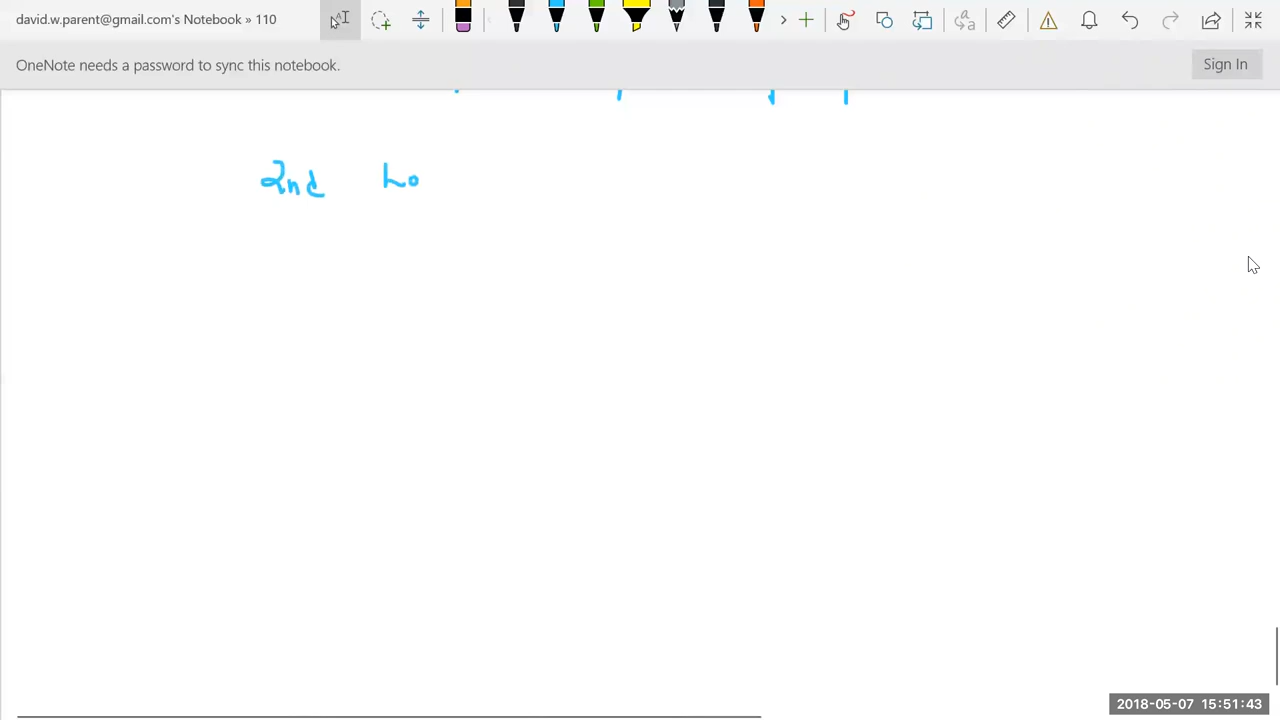 david.w.parent@gmail.com's Notebook » 110
OneNote needs a password to sync this notebook.
Sign In
2nd Lo
2018-05-07 15:51:43